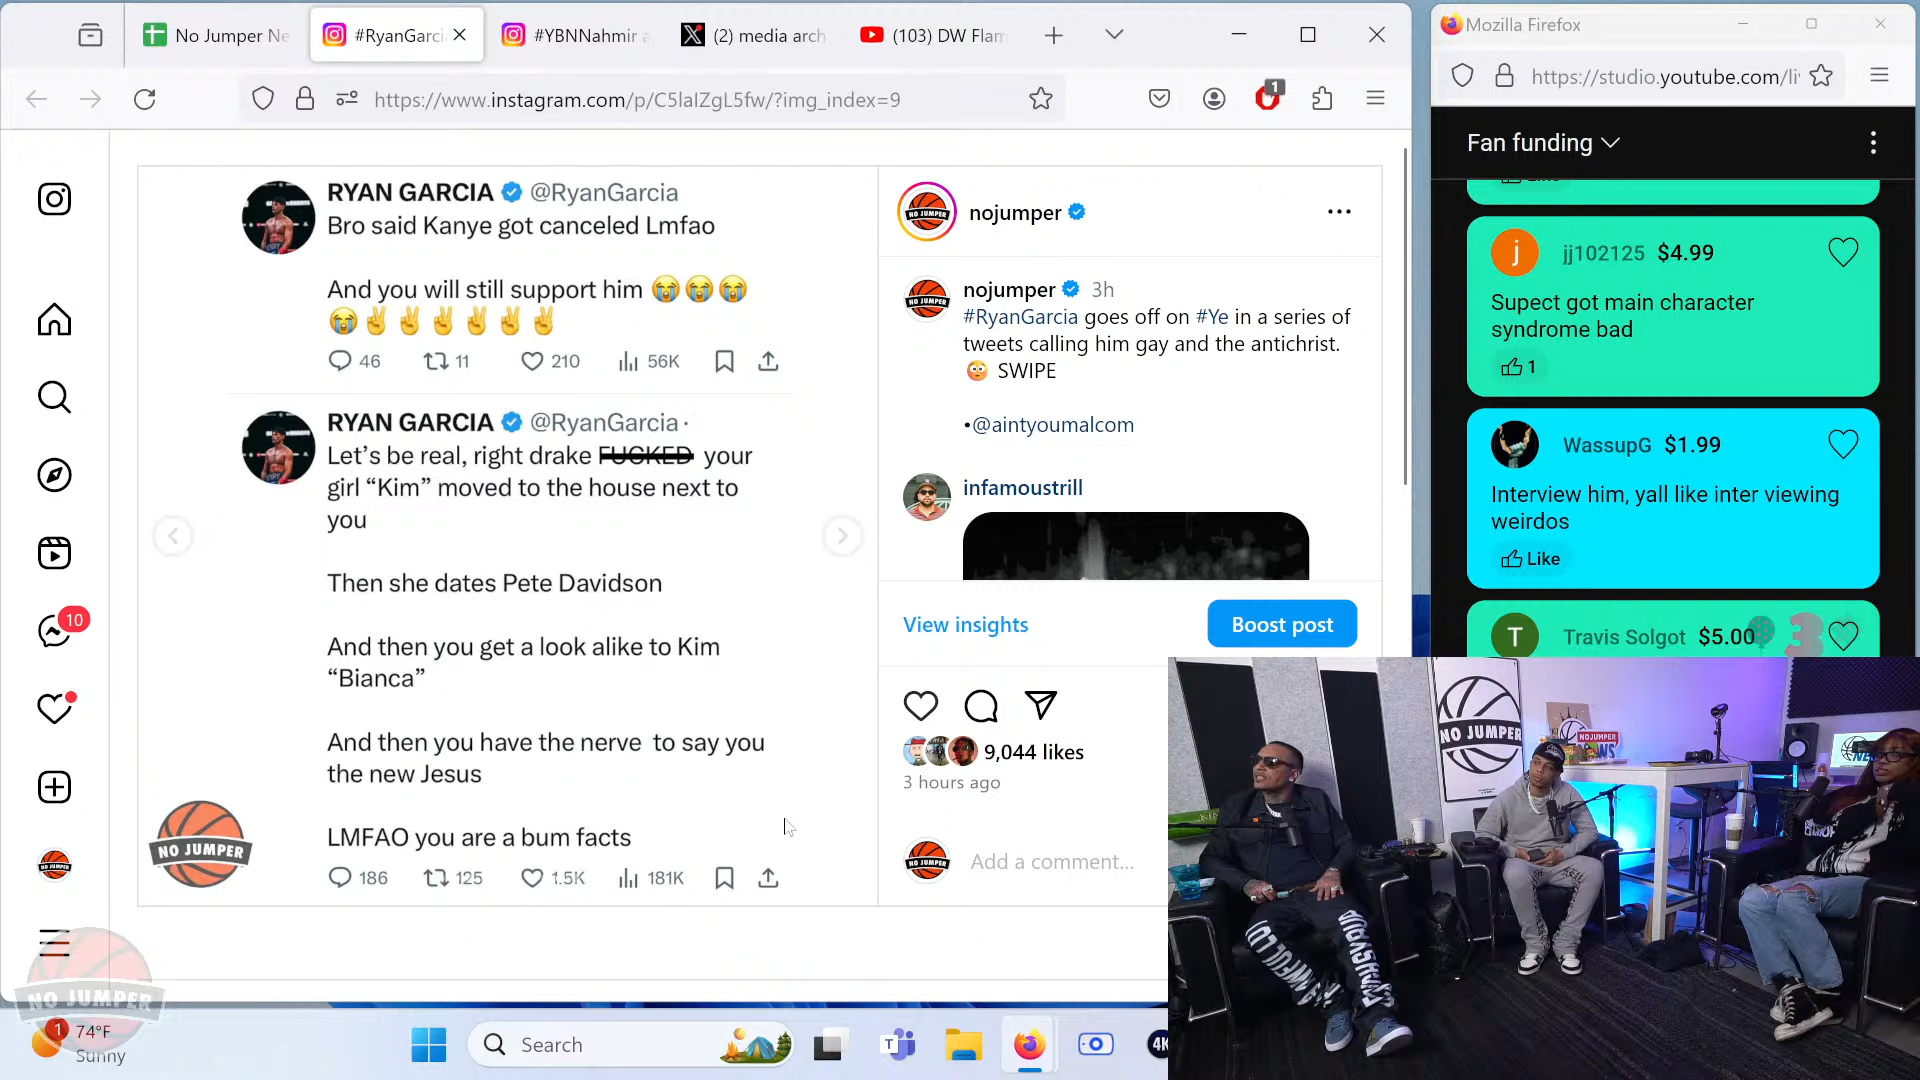 No Jumper Ne
#RyanGarci
#YBNNahmir a
(2) media arch
(103) DW Flam
https://www.instagram.com/p/C5laIZgL5fw/?img_index=9
1
RYAN GARCIA @RyanGarcia
Bro said Kanye got canceled Lmfao
And you will still support him 😭😭😭
😭✌✌✌✌✌✌
46 11 210 56K
RYAN GARCIA @RyanGarcia·
Let's be real, right drake FUCKED your
girl “Kim” moved to the house next to
you
Then she dates Pete Davidson
And then you get a look alike to Kim
“Bianca”
And then you have the nerve to say you
the new Jesus
LMFAO you are a bum facts
186 125 1.5K 181K
NO JUMPER
10
nojumper
nojumper 3h
#RyanGarcia goes off on #Ye in a series of
tweets calling him gay and the antichrist.
😳 SWIPE
•@aintyoumalcom
infamoustrill
View insights
Boost post
9,044 likes
3 hours ago
Add a comment...
NO JUMPER
1
74°F
Sunny
Search
4K
Mozilla Firefox
https://studio.youtube.com/li
Fan funding
jj102125 $4.99
Supect got main character
syndrome bad
1
WassupG $1.99
Interview him, yall like inter viewing
weirdos
Like
T
Travis Solgot $5.00
NO JUMPER
NOJUMPER
NEWS